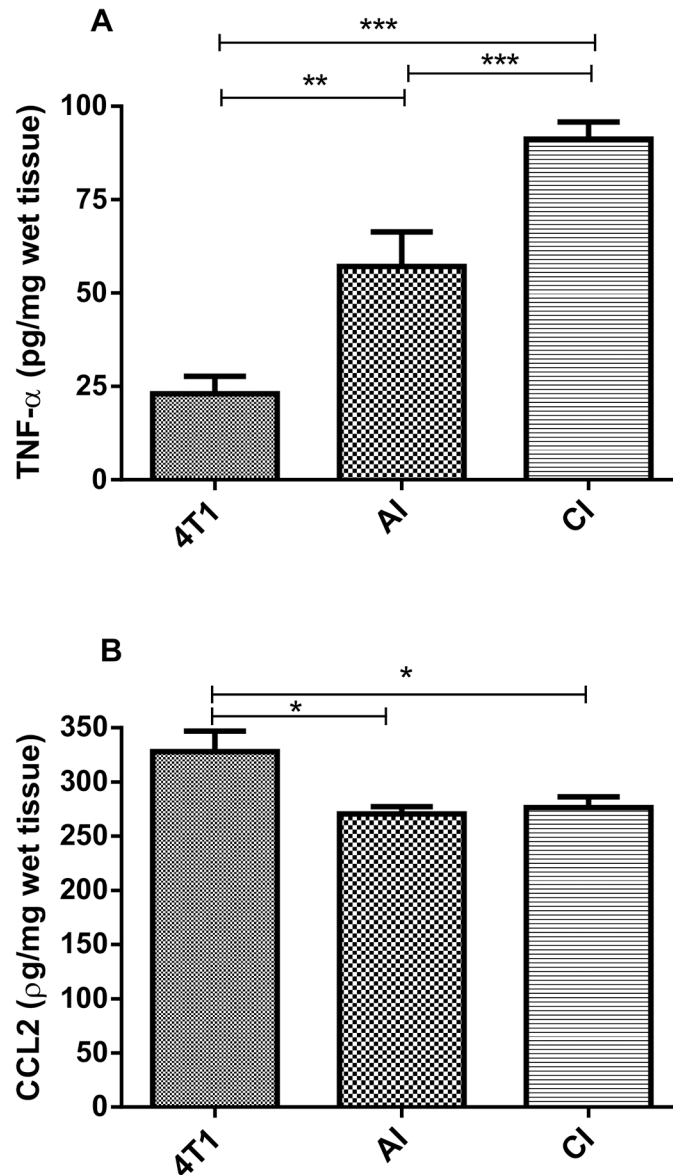 A
***
** ***
TNF-α (pg/mg wet tissue)
100
75
50
25
0
4T1 AI CI
B
*
*
CCL2 (ρg/mg wet tissue)
350
300
250
200
150
100
50
0
4T1 AI CI